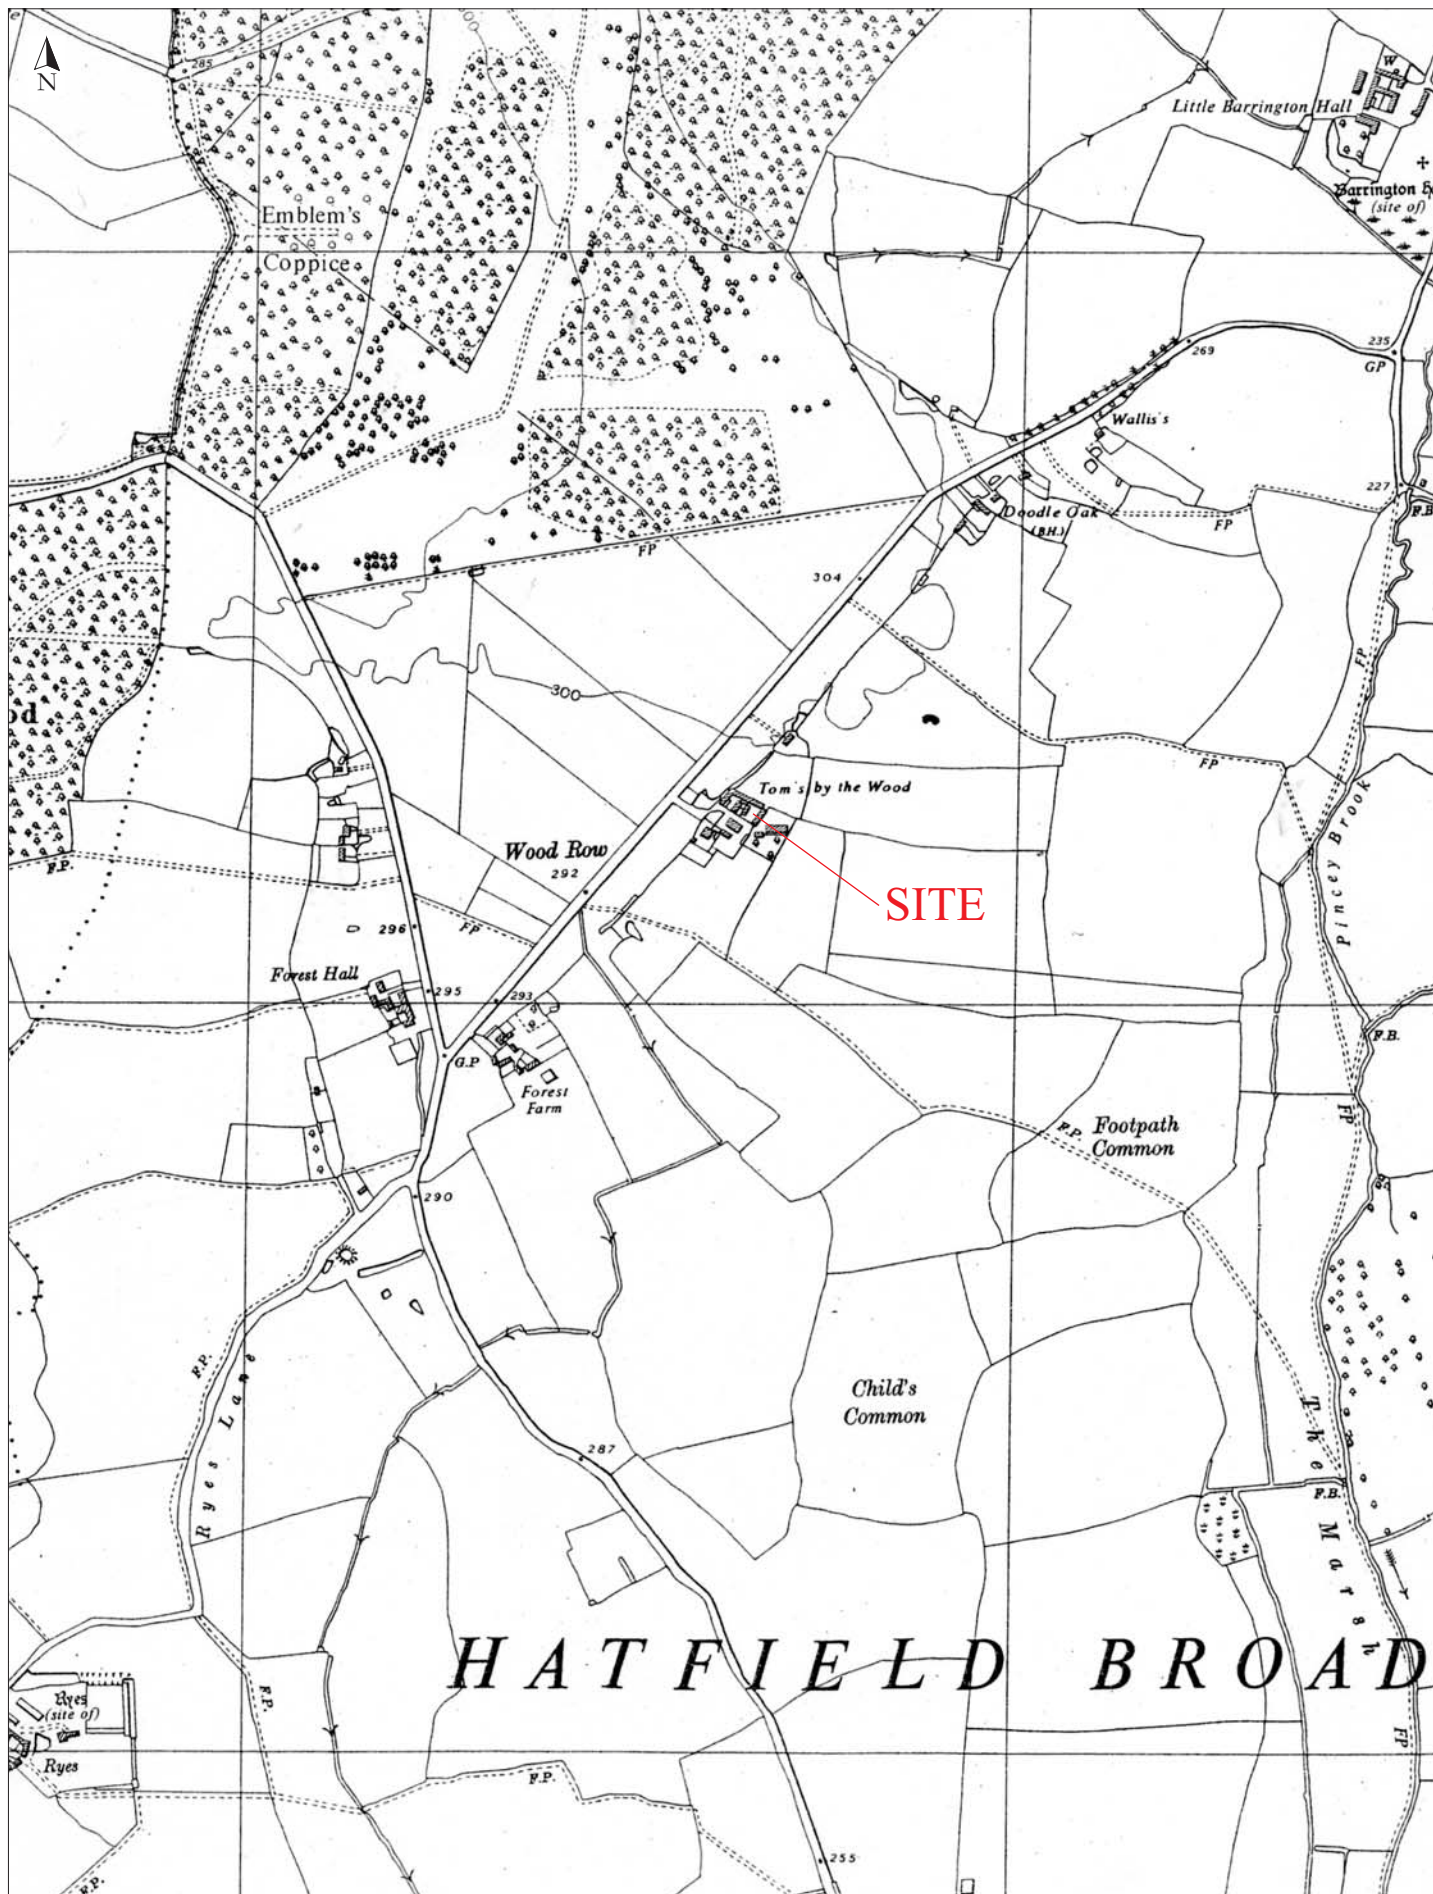 N
285
300
W
Little Barrington Hall
Barrington
(site of)
Emblem's
Coppice
269
235
GP
Wallis's
227
F.B
Doodle Oak
(B.H.)
FP
FP
304
FP
300
FP
Tom's by the Wood
Pincey Brook
Wood Row
292
F.P.
SITE
296
FP
Forest Hall
295
293
F.B.
G.P
Forest
Farm
FP
Footpath
Common
F.P.
290
F.P.
Ryes Lane
Child's
Common
The Marsh
287
F.B.
HATFIELD BROAD
F.P.
Ryes
(site of)
Ryes
FP
F.P.
255
F.P.